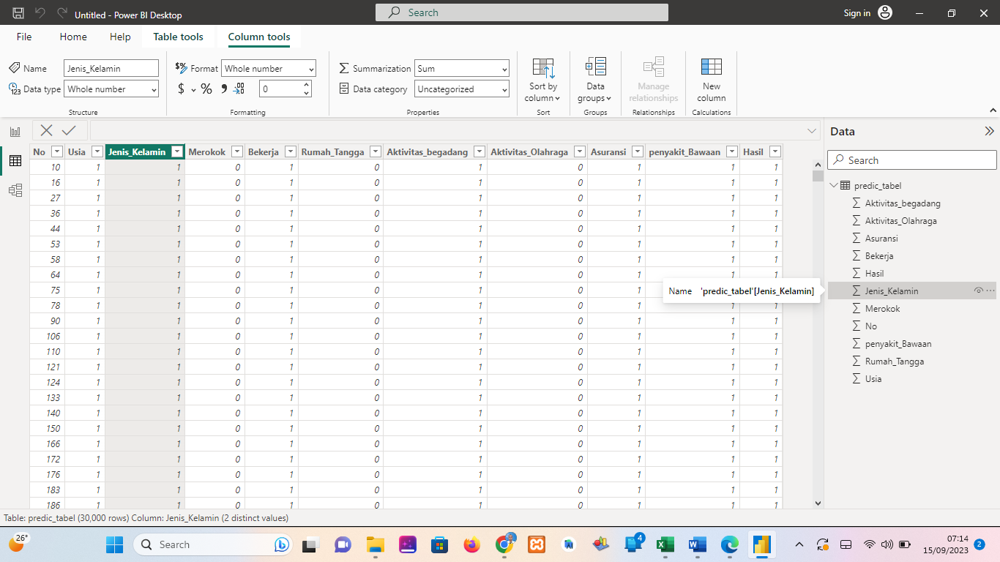 Untitled - Power BI Desktop
Search
Sign in
File Home Help Table tools Column tools
Name Jenis_Kelamin
Data type Whole number
Structure
$% Format Whole number
$ % 9 .00 0
Formatting
Summarization Sum
Data category Uncategorized
Properties
Sort by
column
Sort
Data
groups
Groups
Manage
relationships
Relationships
New
column
Calculations
No Usia Jenis_Kelamin Merokok Bekerja Rumah_Tangga Aktivitas_begadang Aktivitas_Olahraga Asuransi penyakit_Bawaan Hasil
10 1 1 0 1 0 1 0 1 1 1
16 1 1 0 1 0 1 0 1 1 1
27 1 1 0 1 0 1 0 1 1 1
36 1 1 0 1 0 1 0 1 1 1
44 1 1 0 1 0 1 0 1 1 1
53 1 1 0 1 0 1 0 1 1 1
58 1 1 0 1 0 1 0 1 1 1
64 1 1 0 1 0 1 0 1 1 1
75 1 1 0 1 0 1 0 1
78 1 1 0 1 0 1 0 1 1 1
90 1 1 0 1 0 1 0 1 1 1
106 1 1 0 1 0 1 0 1 1 1
110 1 1 0 1 0 1 0 1 1 1
121 1 1 0 1 0 1 0 1 1 1
124 1 1 0 1 0 1 0 1 1 1
133 1 1 0 1 0 1 0 1 1 1
140 1 1 0 1 0 1 0 1 1 1
150 1 1 0 1 0 1 0 1 1 1
166 1 1 0 1 0 1 0 1 1 1
172 1 1 0 1 0 1 0 1 1 1
176 1 1 0 1 0 1 0 1 1 1
183 1 1 0 1 0 1 0 1 1 1
186 1 1 0 1 0 1 0 1 1 1
Name 'predic_tabel'[Jenis_Kelamin]
Data
Search
predic_tabel
Aktivitas_begadang
Aktivitas_Olahraga
Asuransi
Bekerja
Hasil
Jenis_Kelamin
Merokok
No
penyakit_Bawaan
Rumah_Tangga
Usia
Table: predic_tabel (30,000 rows) Column: Jenis_Kelamin (2 distinct values)
26°
Search
4
07:14
15/09/2023
2